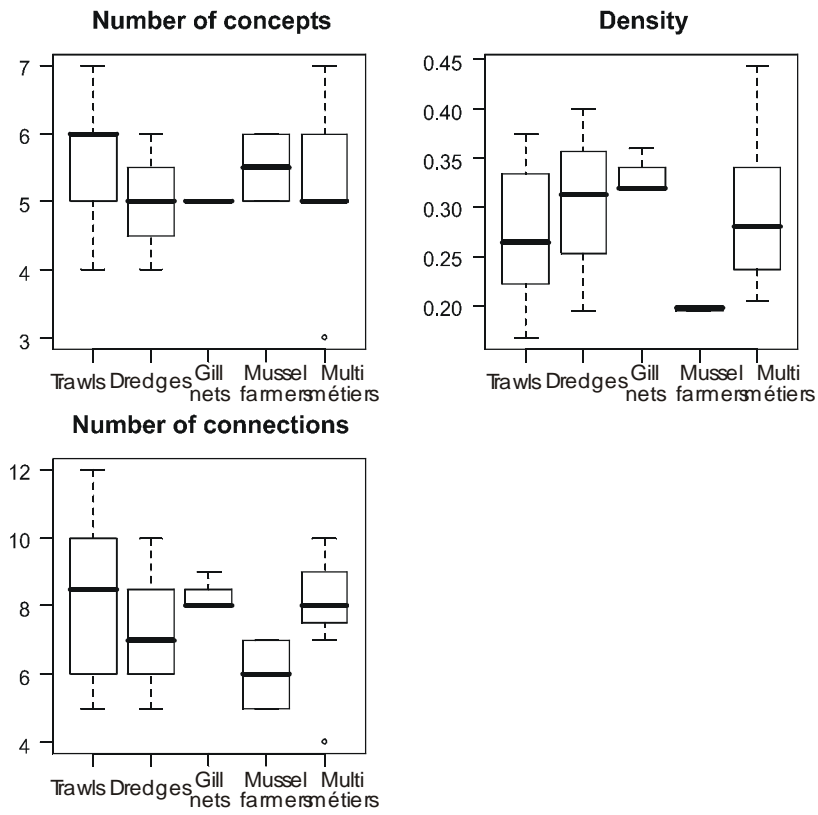 Number of concepts
7
6
5
4
3
Trawls Dredges Gill nets Mussel farmers Multi métiers
Density
0.45
0.40
0.35
0.30
0.25
0.20
Trawls Dredges Gill nets Mussel farmers Multi métiers
Number of connections
12
10
8
6
4
Trawls Dredges Gill nets Mussel farmers Multi métiers